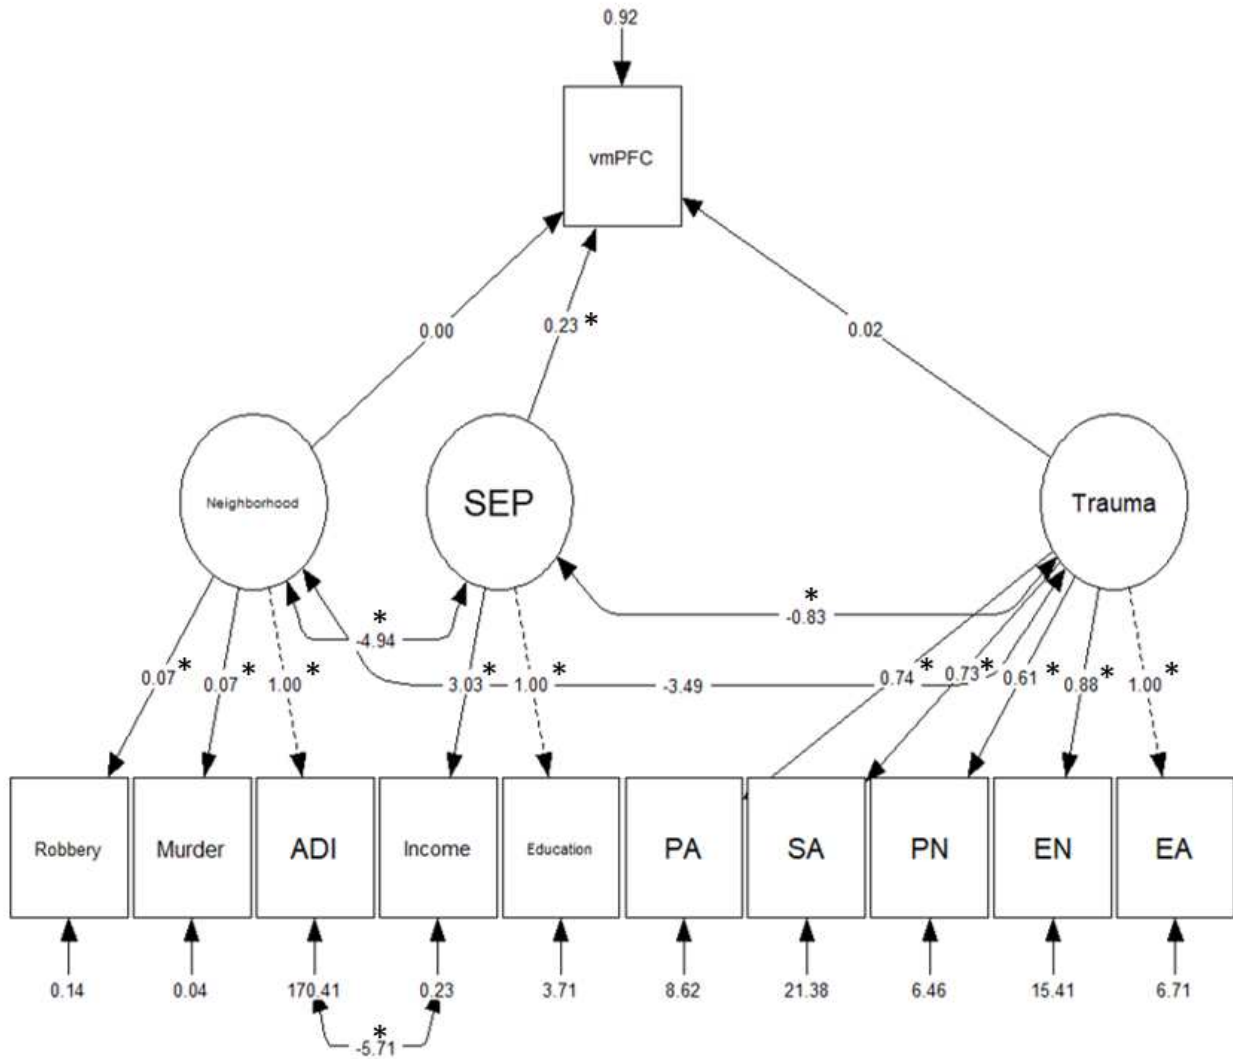 0.92
vmPFC
0.00
0.23 *
0.02
Neighborhood
SEP
Trauma
*
-4.94
*
-0.83
0.07 *
0.07 *
1.00 *
3.03 *
1.00 *
-3.49
0.74 *
0.73 *
0.61 *
0.88 *
1.00 *
Robbery
Murder
ADI
Income
Education
PA
SA
PN
EN
EA
0.14
0.04
170.41
0.23
3.71
8.62
21.38
6.46
15.41
6.71
*
-5.71